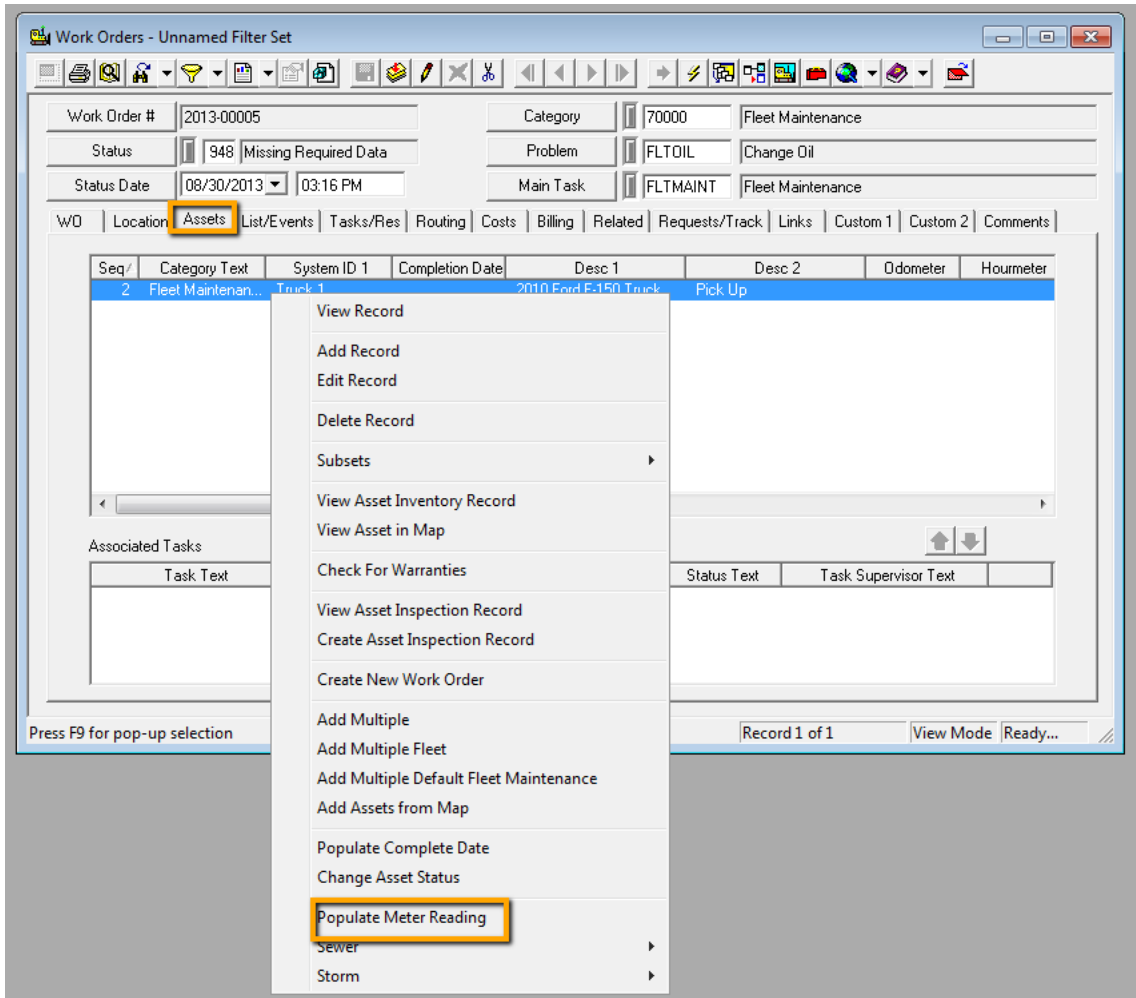 Work Orders - Unnamed Filter Set
Work Order # 2013-00005 Category 70000 Fleet Maintenance
Status 948 Missing Required Data Problem FLTOIL Change Oil
Status Date 08/30/2013 03:16 PM Main Task FLTMAINT Fleet Maintenance
WO Location Assets List/Events Tasks/Res Routing Costs Billing Related Requests/Track Links Custom 1 Custom 2 Comments
Seq Category Text System ID 1 Completion Date Desc 1 Desc 2 Odometer Hourmeter
2 Fleet Maintenan... Truck 1 2010 Ford F-150 Truck Pick Up
View Record
Add Record
Edit Record
Delete Record
Subsets
View Asset Inventory Record
View Asset in Map
Associated Tasks
Check For Warranties
Task Text Status Text Task Supervisor Text
View Asset Inspection Record
Create Asset Inspection Record
Create New Work Order
Add Multiple
Press F9 for pop-up selection Record 1 of 1 View Mode Ready...
Add Multiple Fleet
Add Multiple Default Fleet Maintenance
Add Assets from Map
Populate Complete Date
Change Asset Status
Populate Meter Reading
Sewer
Storm